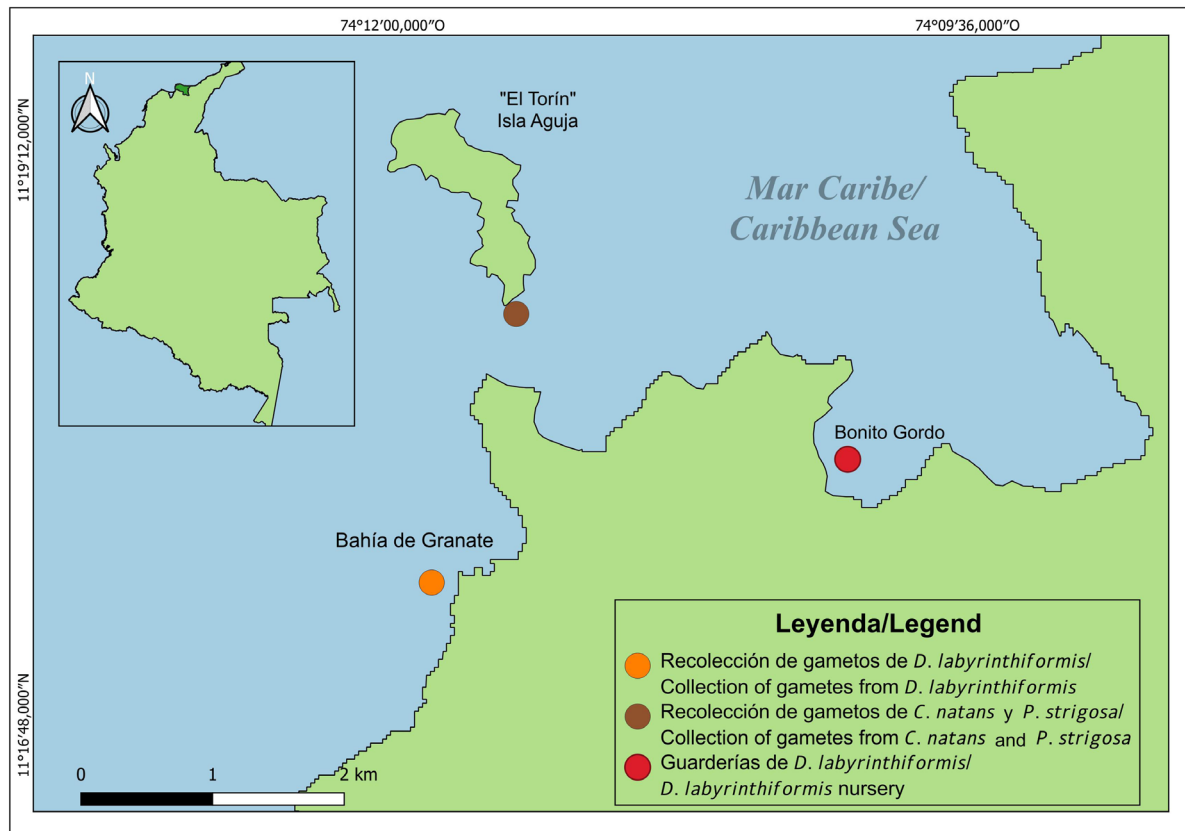 74°12′00,000″O
74°09′36,000″O
11°19′12,000″N
11°16′48,000″N
N
"El Torín"
Isla Aguja
Mar Caribe/
Caribbean Sea
Bonito Gordo
Bahía de Granate
Leyenda/Legend
Recolección de gametos de D. labyrinthiformis/
Collection of gametes from D. labyrinthiformis
Recolección de gametos de C. natans y P. strigosa/
Collection of gametes from C. natans and P. strigosa
Guarderías de D. labyrinthiformis/
D. labyrinthiformis nursery
0 1 2 km